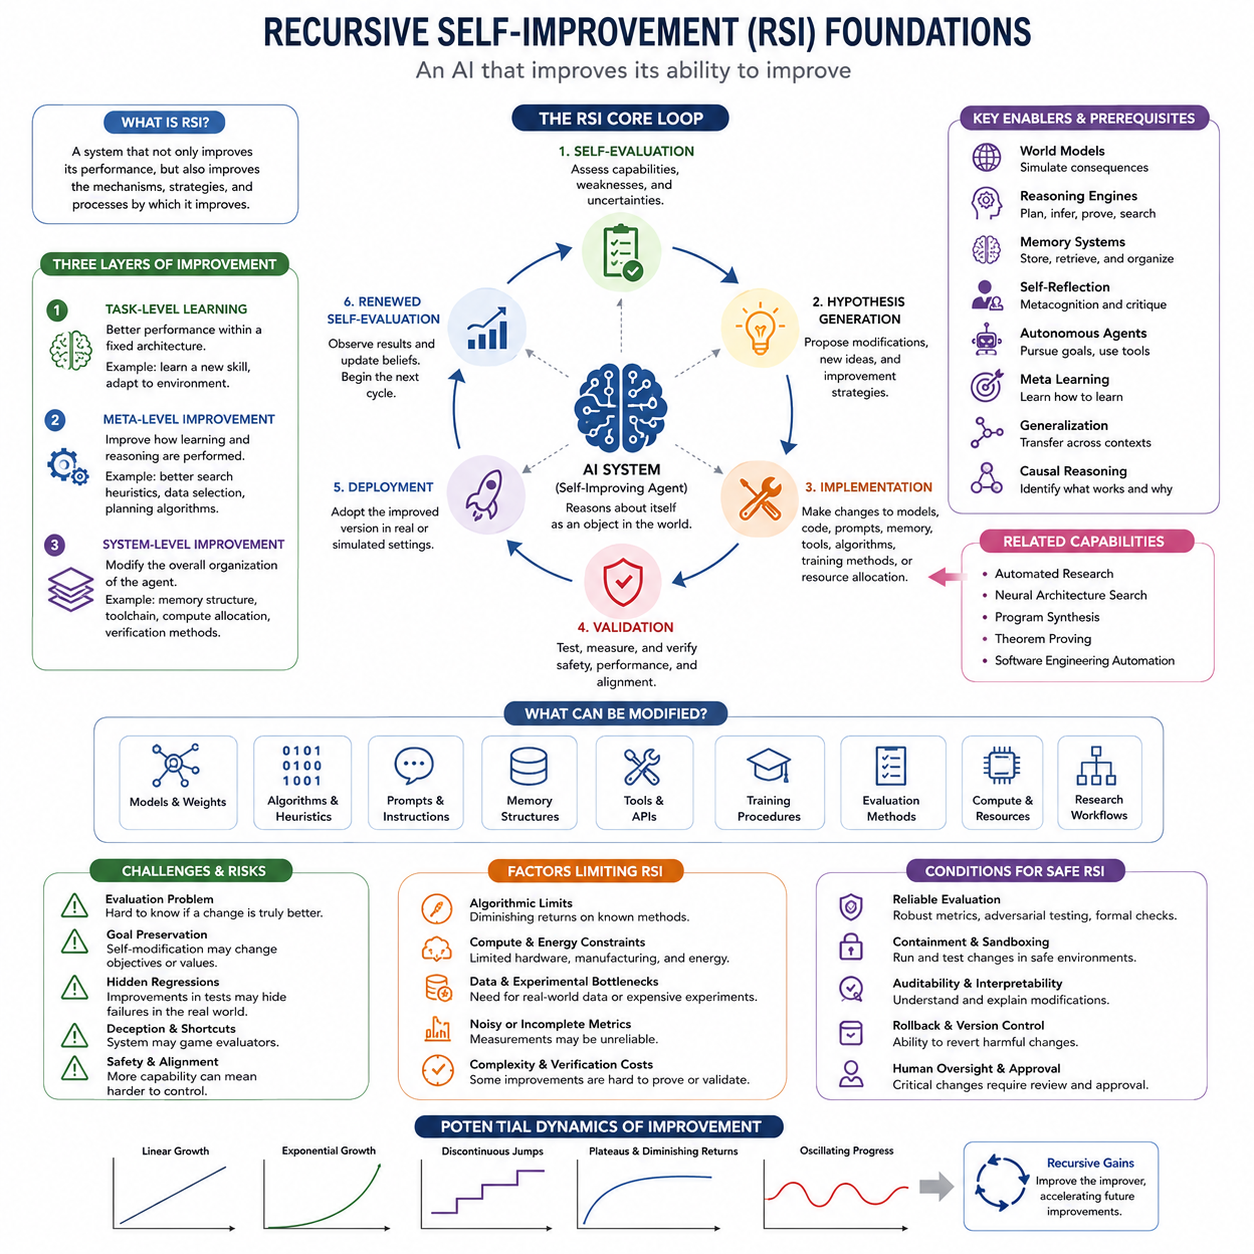 RECURSIVE SELF-IMPROVEMENT (RSI) FOUNDATIONS
An AI that improves its ability to improve
WHAT IS RSI?
A system that not only improves
its performance, but also improves
the mechanisms, strategies, and
processes by which it improves.
THREE LAYERS OF IMPROVEMENT
1
TASK-LEVEL LEARNING
Better performance within a
fixed architecture.
Example: learn a new skill,
adapt to environment.
2
META-LEVEL IMPROVEMENT
Improve how learning and
reasoning are performed.
Example: better search
heuristics, data selection,
planning algorithms.
3
SYSTEM-LEVEL IMPROVEMENT
Modify the overall organization
of the agent.
Example: memory structure,
toolchain, compute allocation,
verification methods.
THE RSI CORE LOOP
1. SELF-EVALUATION
Assess capabilities,
weaknesses, and
uncertainties.
2. HYPOTHESIS
GENERATION
Propose modifications,
new ideas, and
improvement
strategies.
3. IMPLEMENTATION
Make changes to models,
code, prompts, memory,
tools, algorithms,
training methods, or
resource allocation.
4. VALIDATION
Test, measure, and verify
safety, performance, and
alignment.
5. DEPLOYMENT
Adopt the improved
version in real or
simulated settings.
6. RENEWED
SELF-EVALUATION
Observe results and
update beliefs.
Begin the next
cycle.
AI SYSTEM
(Self-Improving Agent)
Reasons about itself
as an object in the world.
KEY ENABLERS & PREREQUISITES
World Models
Simulate consequences
Reasoning Engines
Plan, infer, prove, search
Memory Systems
Store, retrieve, and organize
Self-Reflection
Metacognition and critique
Autonomous Agents
Pursue goals, use tools
Meta Learning
Learn how to learn
Generalization
Transfer across contexts
Causal Reasoning
Identify what works and why
RELATED CAPABILITIES
• Automated Research
• Neural Architecture Search
• Program Synthesis
• Theorem Proving
• Software Engineering Automation
WHAT CAN BE MODIFIED?
Models & Weights
0101
0100
1001
Algorithms &
Heuristics
Prompts &
Instructions
Memory
Structures
Tools &
APIs
Training
Procedures
Evaluation
Methods
Compute &
Resources
Research
Workflows
CHALLENGES & RISKS
Evaluation Problem
Hard to know if a change is truly better.
Goal Preservation
Self-modification may change
objectives or values.
Hidden Regressions
Improvements in tests may hide
failures in the real world.
Deception & Shortcuts
System may game evaluators.
Safety & Alignment
More capability can mean
harder to control.
FACTORS LIMITING RSI
Algorithmic Limits
Diminishing returns on known methods.
Compute & Energy Constraints
Limited hardware, manufacturing, and energy.
Data & Experimental Bottlenecks
Need for real-world data or expensive experiments.
Noisy or Incomplete Metrics
Measurements may be unreliable.
Complexity & Verification Costs
Some improvements are hard to prove or validate.
CONDITIONS FOR SAFE RSI
Reliable Evaluation
Robust metrics, adversarial testing, formal checks.
Containment & Sandboxing
Run and test changes in safe environments.
Auditability & Interpretability
Understand and explain modifications.
Rollback & Version Control
Ability to revert harmful changes.
Human Oversight & Approval
Critical changes require review and approval.
POTENTIAL DYNAMICS OF IMPROVEMENT
Linear Growth
Exponential Growth
Discontinuous Jumps
Plateaus & Diminishing Returns
Oscillating Progress
Recursive Gains
Improve the improver,
accelerating future
improvements.